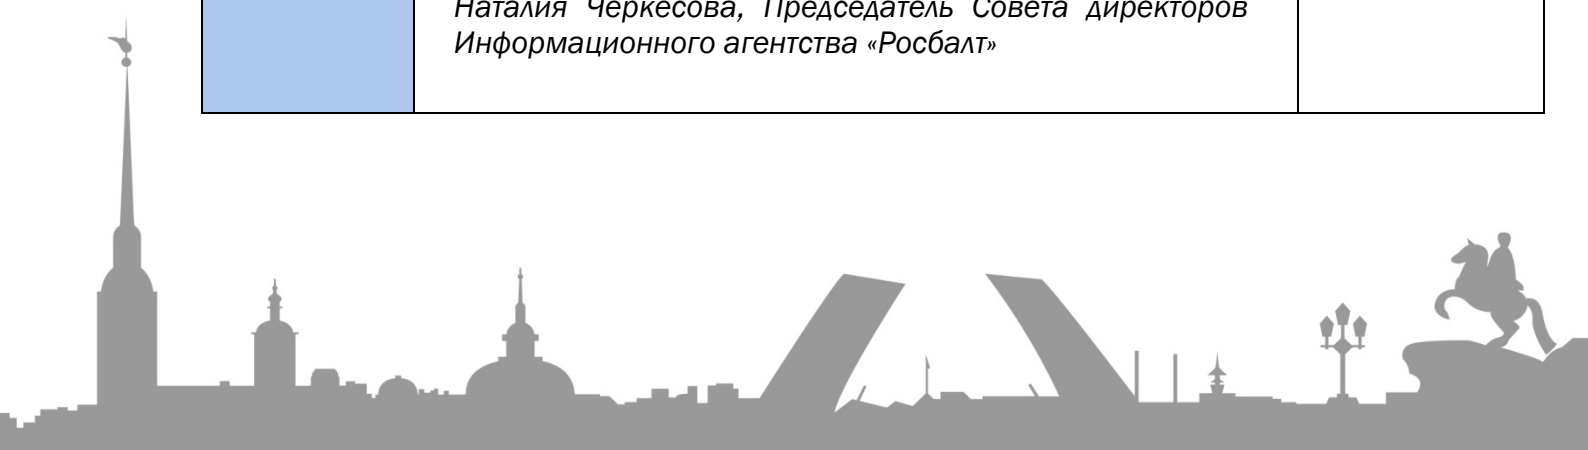 Наталия Черкесова, Председатель Совета директоров
Информационного агентства «Росбалт»